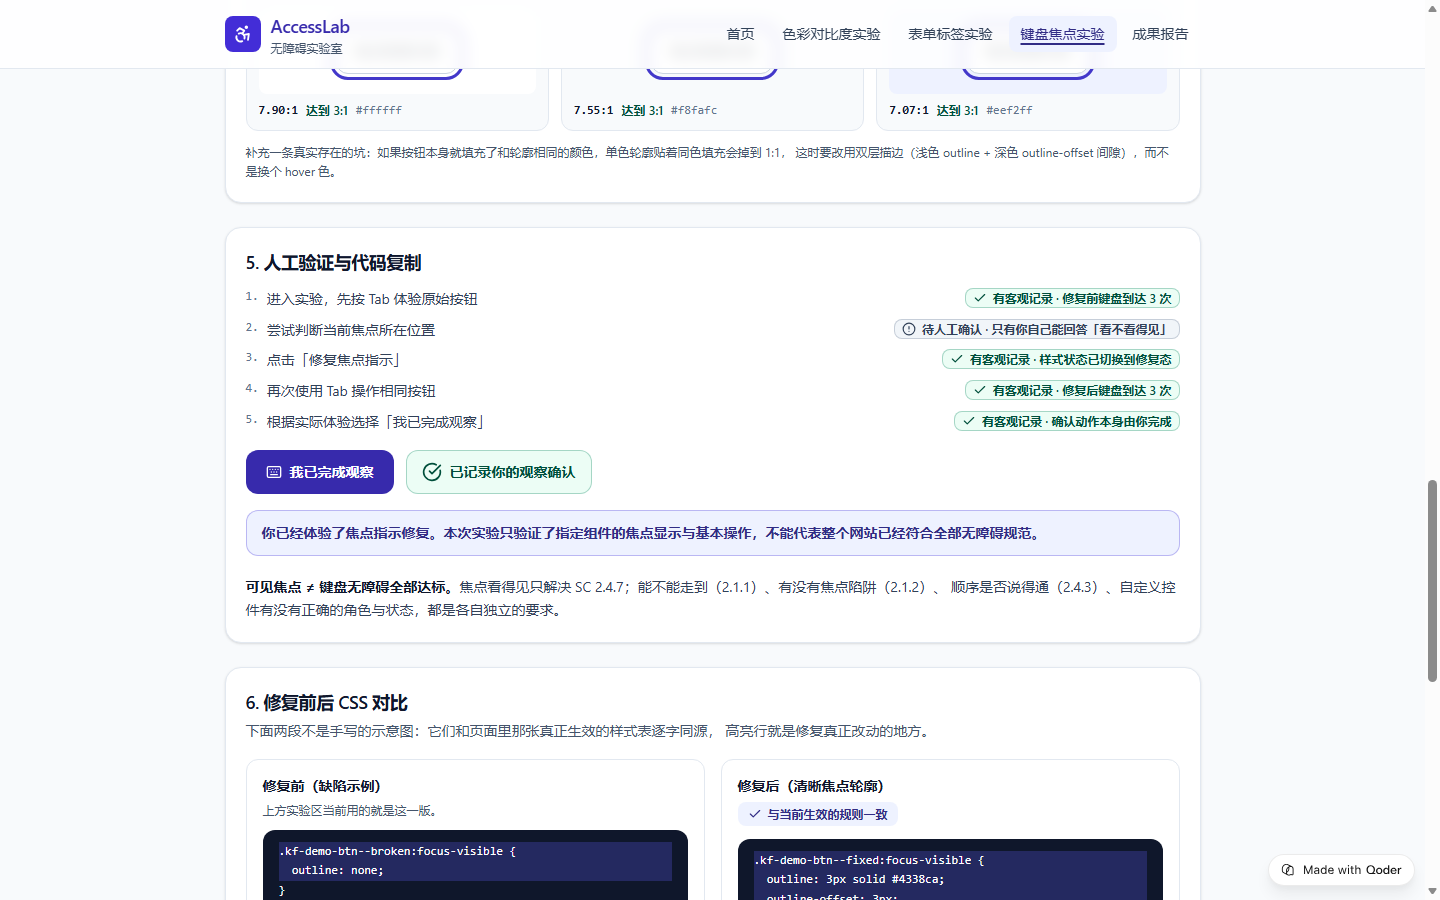 AccessLab
无障碍实验室
首页
色彩对比度实验
表单标签实验
键盘焦点实验
成果报告
7.90:1 达到 3:1 #ffffff
7.55:1 达到 3:1 #f8fafc
7.07:1 达到 3:1 #eef2ff
补充一条真实存在的坑：如果按钮本身就填充了和轮廓相同的颜色，单色轮廓贴着同色填充会掉到 1:1， 这时要改用双层描边（浅色 outline + 深色 outline-offset 间隙），而不
是换个 hover 色。
5. 人工验证与代码复制
1. 进入实验，先按 Tab 体验原始按钮
有客观记录 · 修复前键盘到达 3 次
2. 尝试判断当前焦点所在位置
待人工确认 · 只有你自己能回答「看不看得见」
3. 点击「修复焦点指示」
有客观记录 · 样式状态已切换到修复态
4. 再次使用 Tab 操作相同按钮
有客观记录 · 修复后键盘到达 3 次
5. 根据实际体验选择「我已完成观察」
有客观记录 · 确认动作本身由你完成
我已完成观察
已记录你的观察确认
你已经体验了焦点指示修复。本次实验只验证了指定组件的焦点显示与基本操作，不能代表整个网站已经符合全部无障碍规范。
可见焦点 ≠ 键盘无障碍全部达标。焦点看得见只解决 SC 2.4.7；能不能走到（2.1.1）、有没有焦点陷阱（2.1.2）、 顺序是否说得通（2.4.3）、自定义控
件有没有正确的角色与状态，都是各自独立的要求。
6. 修复前后 CSS 对比
下面两段不是手写的示意图：它们和页面里那张真正生效的样式表逐字同源， 高亮行就是修复真正改动的地方。
修复前（缺陷示例）
上方实验区当前用的就是这一版。
.kf-demo-btn--broken:focus-visible {
outline: none;
}
修复后（清晰焦点轮廓）
与当前生效的规则一致
.kf-demo-btn--fixed:focus-visible {
outline: 3px solid #4338ca;
outline-offset: 3px;
Made with Qoder